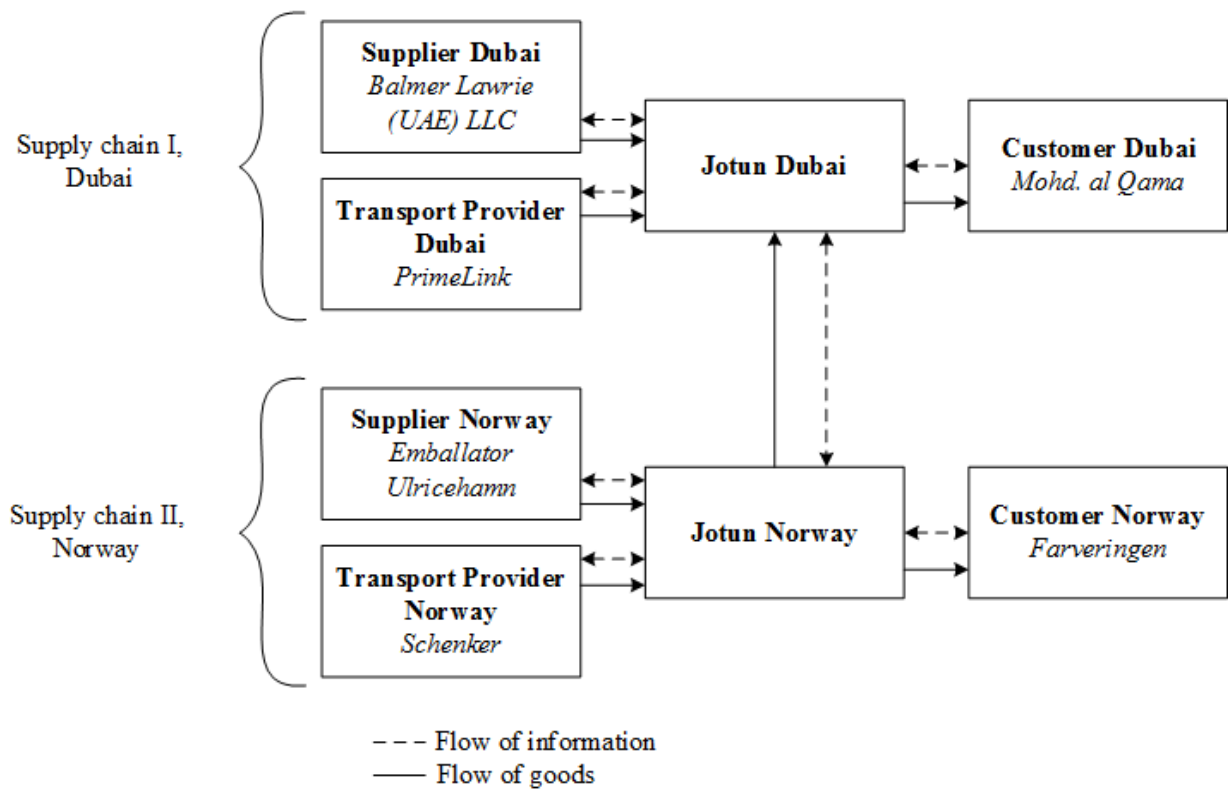 Supply chain I,
Dubai
Supplier Dubai
Balmer Lawrie
(UAE) LLC
Transport Provider
Dubai
PrimeLink
Jotun Dubai
Customer Dubai
Mohd. al Qama
Supply chain II,
Norway
Supplier Norway
Emballator
Ulricehamn
Transport Provider
Norway
Schenker
Jotun Norway
Customer Norway
Farveringen
Flow of information
Flow of goods